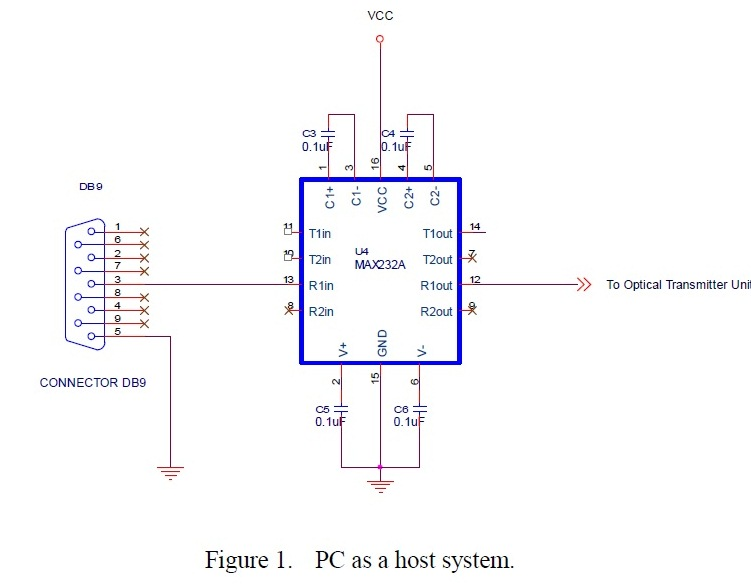 VCC
C3
0.1uF
C4
0.1uF
1
3
16
4
5
C1+
C1-
VCC
C2+
C2-
DB9
1
6
2
7
3
8
4
9
5
CONNECTOR DB9
11
T1in
T1out
14
10
T2in
T2out
7
13
R1in
R1out
12
8
R2in
R2out
9
U4
MAX232A
To Optical Transmitter Unit
V+
GND
V-
2
15
6
C5
0.1uF
C6
0.1uF
Figure 1. PC as a host system.